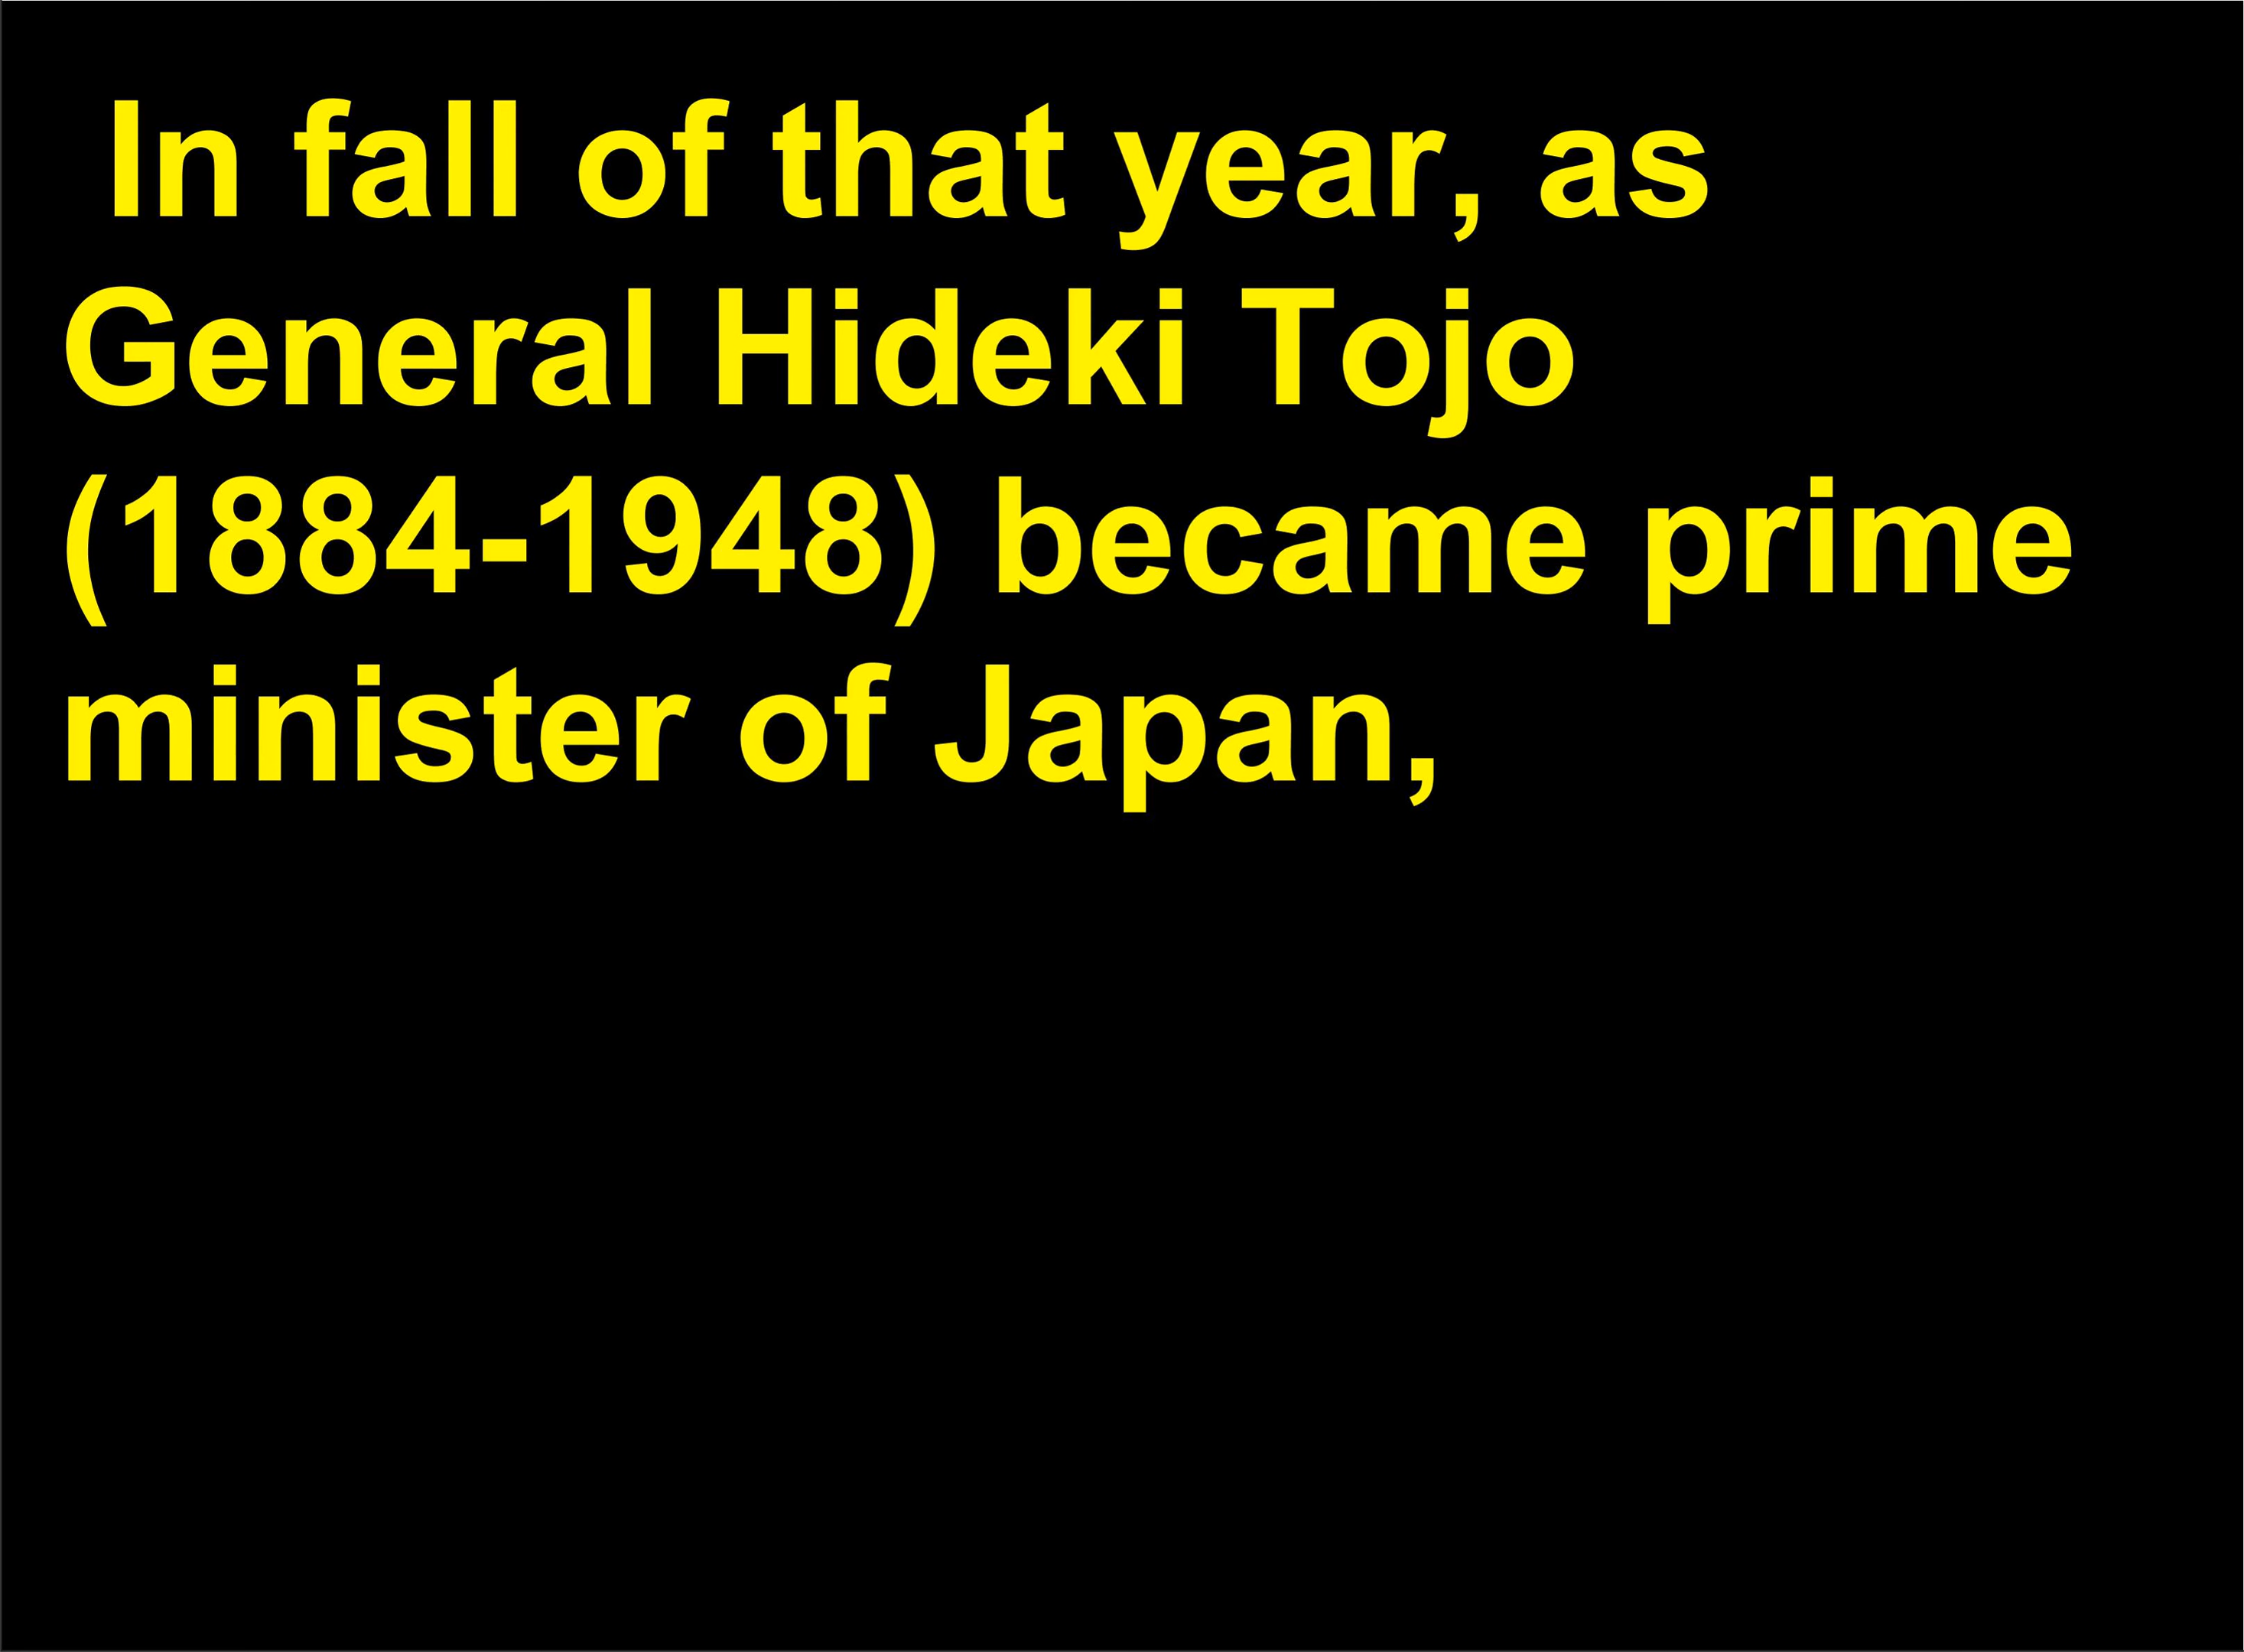 In fall of that year, as
General Hideki Tojo
(1884-1948) became prime
minister of Japan,